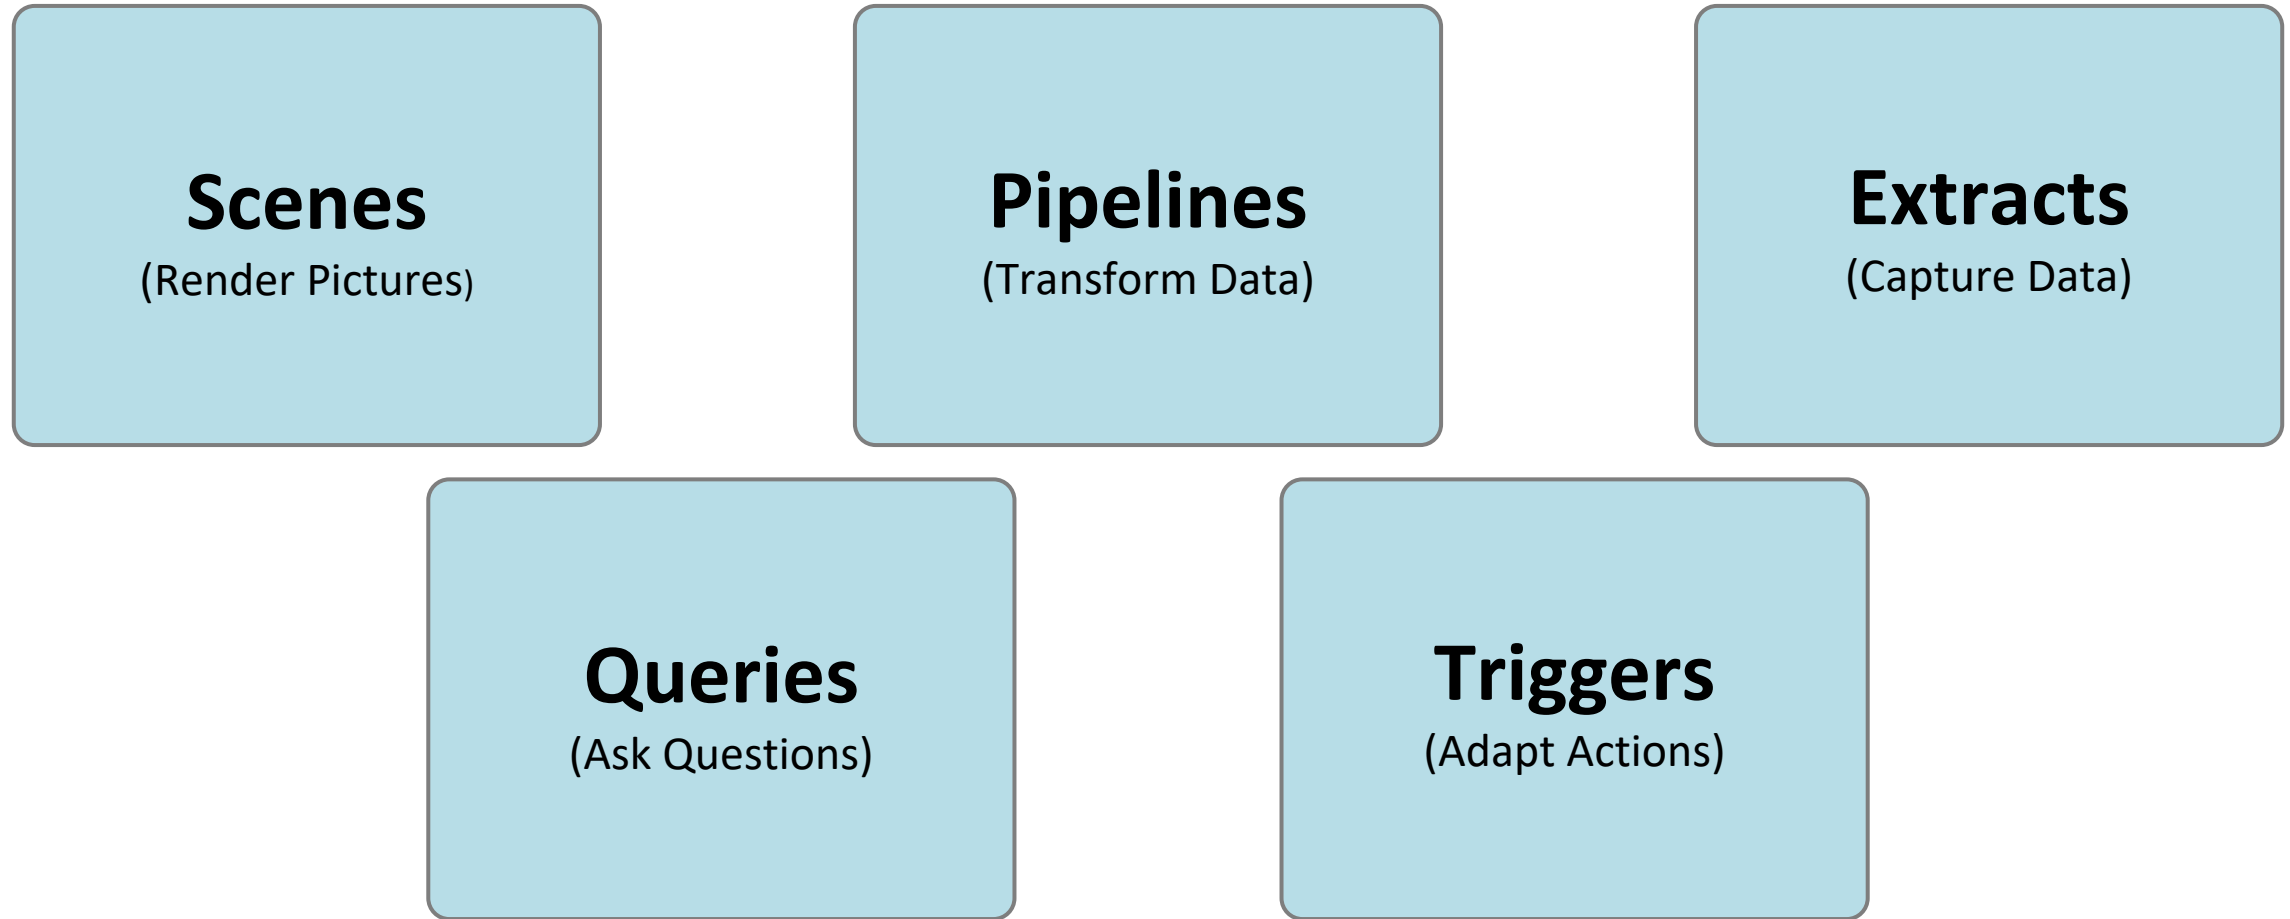 Scenes
(Render Pictures)
Pipelines
(Transform Data)
Extracts
(Capture Data)
Queries
(Ask Questions)
Triggers
(Adapt Actions)